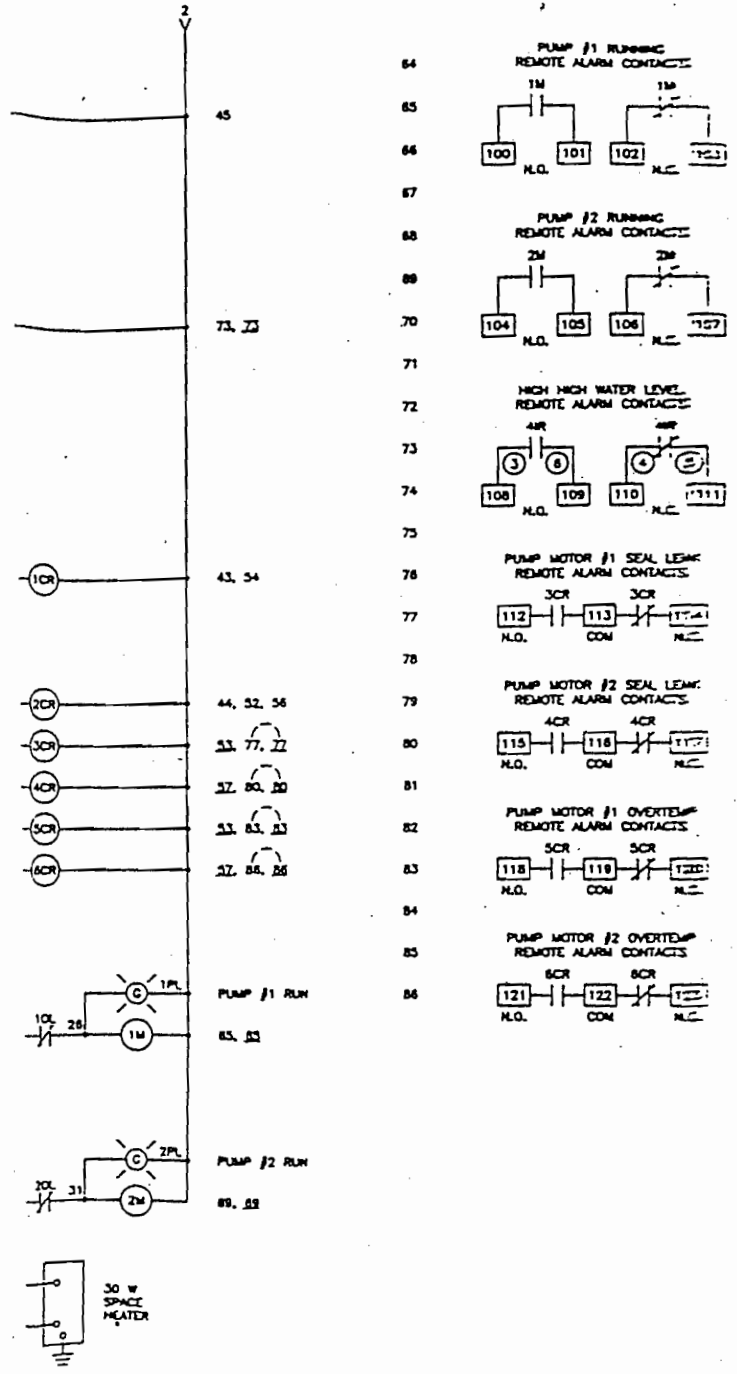 2
45
73, 73
1CR
43, 54
2CR
44, 52, 56
3CR
53, 77, 77
4CR
57, 80, 80
5CR
53, 83, 83
6CR
57, 86, 86
G
1PL
PUMP #1 RUN
1OL
26
1M
65, 65
G
2PL
PUMP #2 RUN
2OL
31
2M
69, 69
30 W
SPACE
HEATER
64
65
66
67
68
69
70
71
72
73
74
75
76
77
78
79
80
81
82
83
84
85
86
PUMP #1 RUNNING
REMOTE ALARM CONTACTS
1M
1M
100
101
102
103
N.O.
N.C.
PUMP #2 RUNNING
REMOTE ALARM CONTACTS
2M
2M
104
105
106
107
N.O.
N.C.
HIGH HIGH WATER LEVEL
REMOTE ALARM CONTACTS
4IR
4IR
3
6
4
108
109
110
111
N.O.
N.C.
PUMP MOTOR #1 SEAL LEAK
REMOTE ALARM CONTACTS
3CR
3CR
112
113
N.O.
COM
N.C.
PUMP MOTOR #2 SEAL LEAK
REMOTE ALARM CONTACTS
4CR
4CR
115
116
117
N.O.
COM
N.C.
PUMP MOTOR #1 OVERTEMP
REMOTE ALARM CONTACTS
5CR
5CR
118
119
120
N.O.
COM
N.C.
PUMP MOTOR #2 OVERTEMP
REMOTE ALARM CONTACTS
6CR
6CR
121
122
N.O.
COM
N.C.